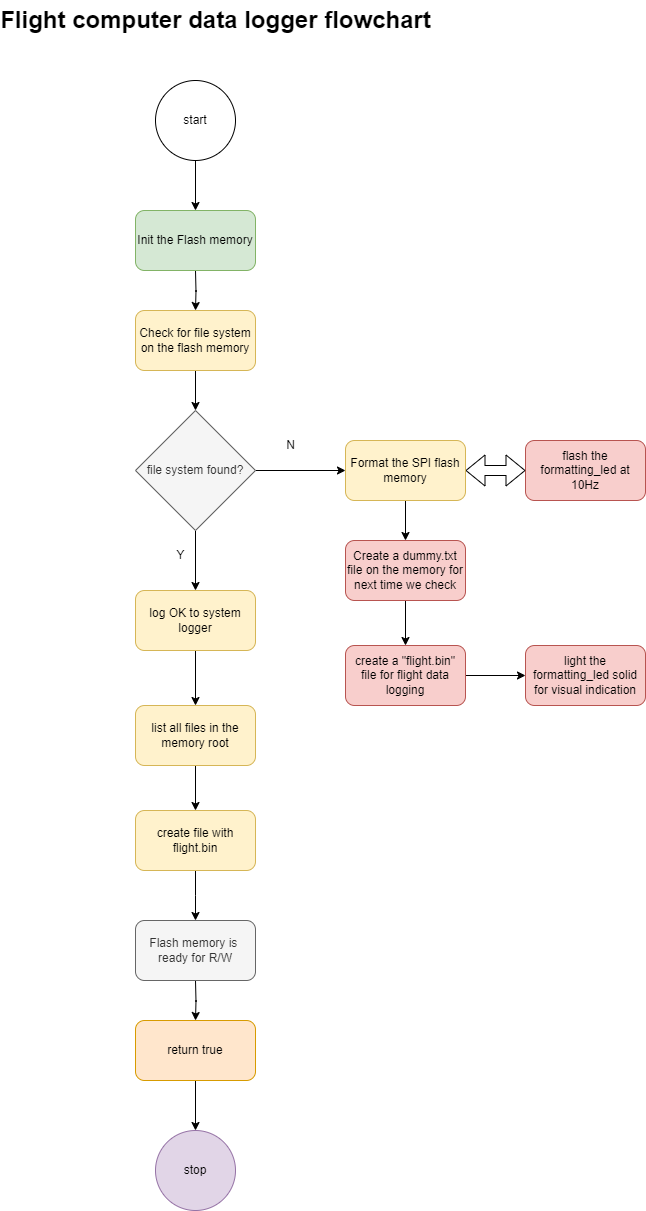 Flight computer data logger flowchart
start
Init the Flash memory
Check for file system
on the flash memory
file system found?
N
Format the SPI flash
memory
flash the
formatting_led at
10Hz
Y
Create a dummy.txt
file on the memory for
next time we check
log OK to system
logger
create a "flight.bin"
file for flight data
logging
light the
formatting_led solid
for visual indication
list all files in the
memory root
create file with
flight.bin
Flash memory is
ready for R/W
return true
stop